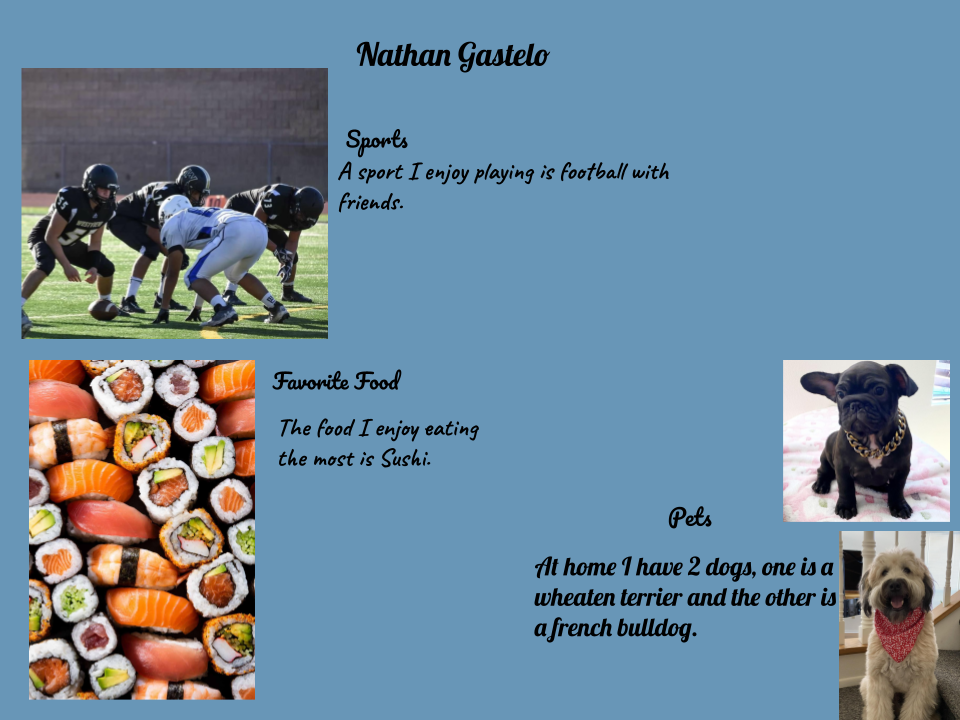 Nathan Gastelo
Sports
A sport I enjoy playing is football with
friends.
Favorite Food
The food I enjoy eating
the most is Sushi.
Pets
At home I have 2 dogs, one is a
wheaten terrier and the other is
a french bulldog.